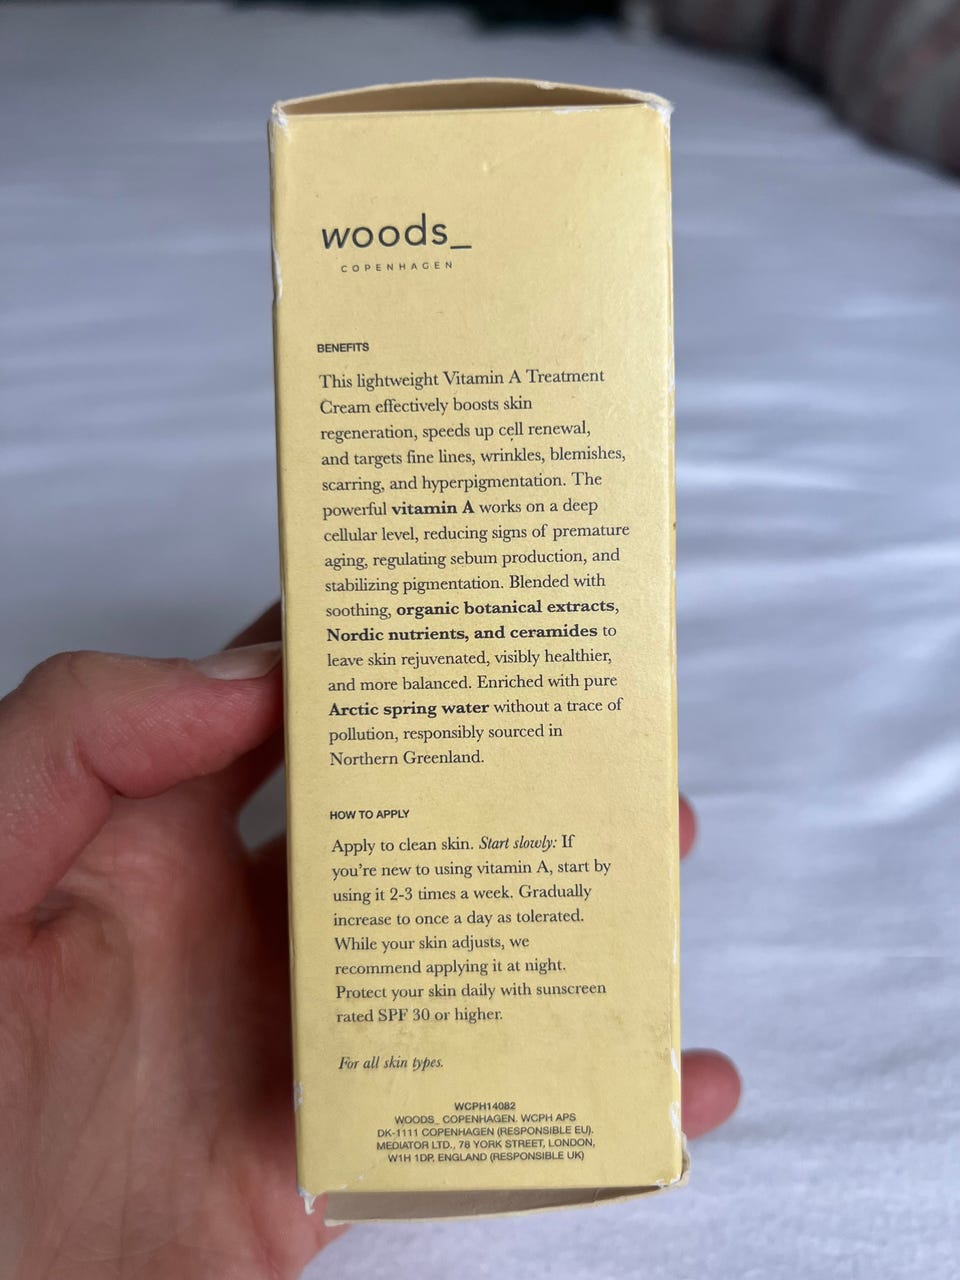 woods_
COPENHAGEN
BENEFITS
This lightweight Vitamin A Treatment
Cream effectively boosts skin
regeneration, speeds up cell renewal,
and targets fine lines, wrinkles, blemishes,
scarring, and hyperpigmentation. The
powerful vitamin A works on a deep
cellular level, reducing signs of premature
aging, regulating sebum production, and
stabilizing pigmentation. Blended with
soothing, organic botanical extracts,
Nordic nutrients, and ceramides to
leave skin rejuvenated, visibly healthier,
and more balanced. Enriched with pure
Arctic spring water without a trace of
pollution, responsibly sourced in
Northern Greenland.
HOW TO APPLY
Apply to clean skin. Start slowly: If
you're new to using vitamin A, start by
using it 2-3 times a week. Gradually
increase to once a day as tolerated.
While your skin adjusts, we
recommend applying it at night.
Protect your skin daily with sunscreen
rated SPF 30 or higher.
For all skin types.
WCPH14082
WOODS_ COPENHAGEN. WCPH APS
DK-1111 COPENHAGEN (RESPONSIBLE EU).
MEDIATOR LTD., 78 YORK STREET, LONDON,
W1H 1DP, ENGLAND (RESPONSIBLE UK)